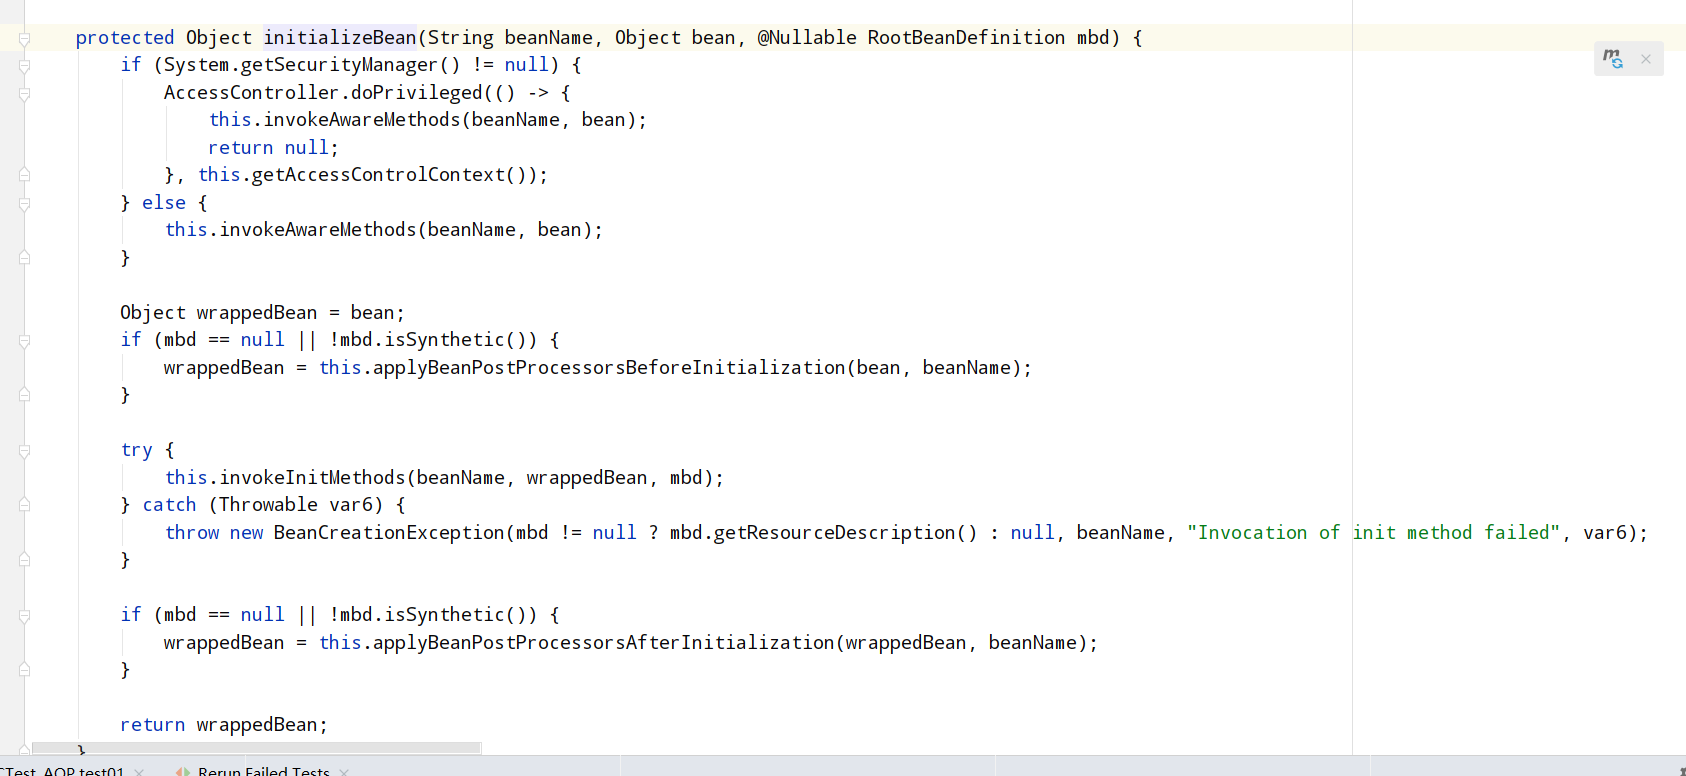 protected Object initializeBean(String beanName, Object bean, @Nullable RootBeanDefinition mbd) {
if (System.getSecurityManager() != null) {
AccessController.doPrivileged(() -> {
this.invokeAwareMethods(beanName, bean);
return null;
}, this.getAccessControlContext());
} else {
this.invokeAwareMethods(beanName, bean);
}
Object wrappedBean = bean;
if (mbd == null || !mbd.isSynthetic()) {
wrappedBean = this.applyBeanPostProcessorsBeforeInitialization(bean, beanName);
}
try {
this.invokeInitMethods(beanName, wrappedBean, mbd);
} catch (Throwable var6) {
throw new BeanCreationException(mbd != null ? mbd.getResourceDescription() : null, beanName, "Invocation of init method failed", var6);
}
if (mbd == null || !mbd.isSynthetic()) {
wrappedBean = this.applyBeanPostProcessorsAfterInitialization(wrappedBean, beanName);
}
return wrappedBean;
}
CTest_AOP.test01 Rerun Failed Tests